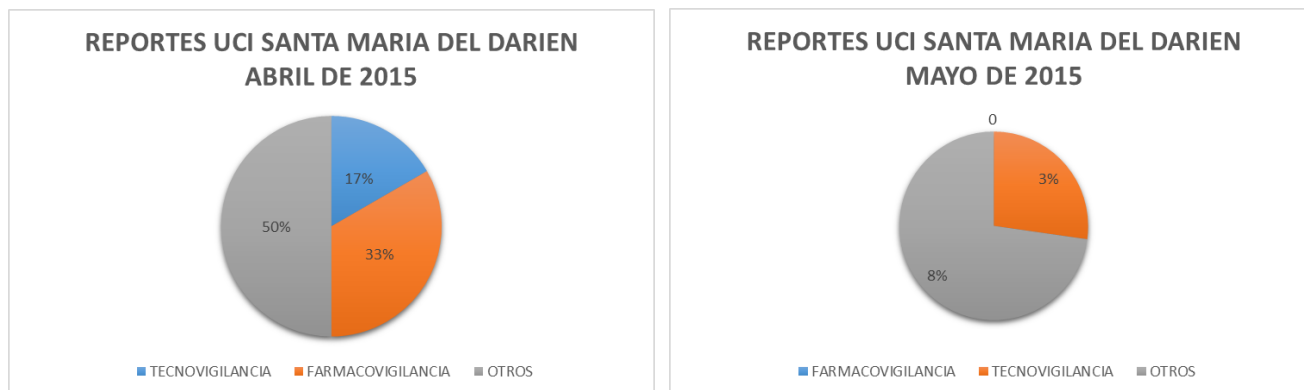 REPORTES UCI SANTA MARIA DEL DARIEN
ABRIL DE 2015
17%
50%
33%
TECNOVIGILANCIA FARMACOVIGILANCIA OTROS
REPORTES UCI SANTA MARIA DEL DARIEN
MAYO DE 2015
0
3%
8%
FARMACOVIGILANCIA TECNOVIGILANCIA OTROS